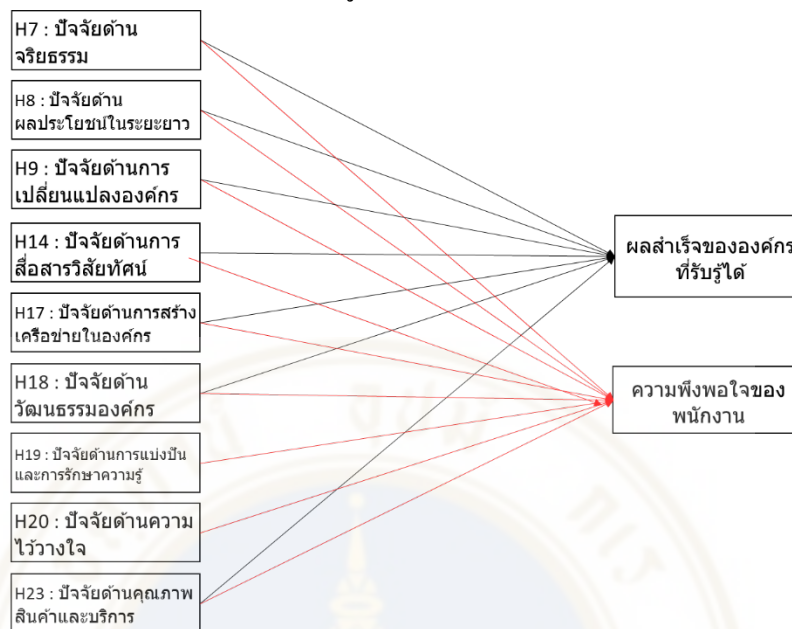 H7 : ปัจจัยด้าน
จริยธรรม
H8 : ปัจจัยด้าน
ผลประโยชน์ในระยะยาว
H9 : ปัจจัยด้านการ
เปลี่ยนแปลงองค์กร
H14 : ปัจจัยด้านการ
สื่อสารวิสัยทัศน์
H17 : ปัจจัยด้านการสร้าง
เครือข่ายในองค์กร
H18 : ปัจจัยด้าน
วัฒนธรรมองค์กร
H19 : ปัจจัยด้านการแบ่งปัน
และการรักษาความรู้
H20 : ปัจจัยด้านความ
ไว้วางใจ
H23 : ปัจจัยด้านคุณภาพ
สินค้าและบริการ
ผลสำเร็จขององค์กร
ที่รับรู้ได้
ความพึงพอใจของ
พนักงาน